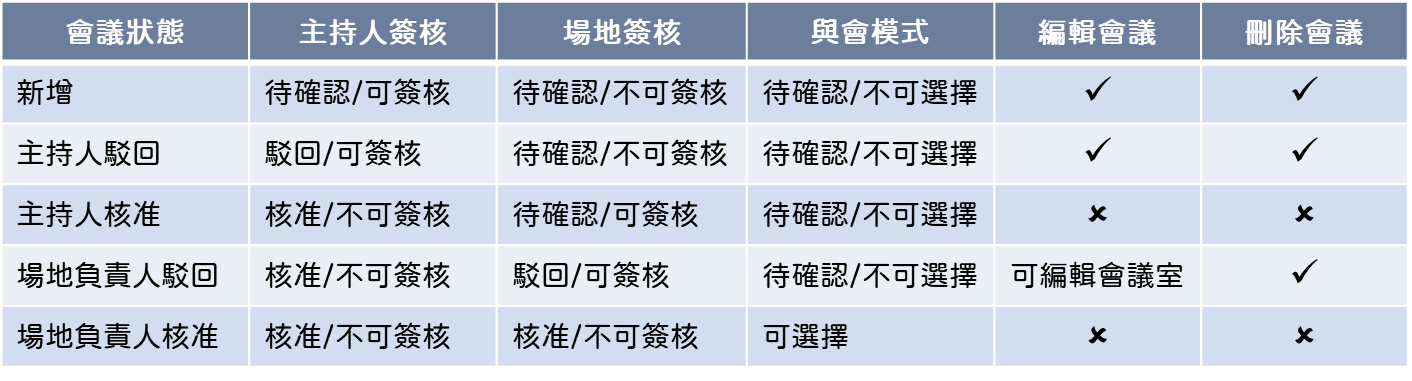 會議狀態 主持人簽核 場地簽核 與會模式 編輯會議 刪除會議
新增 待確認/可簽核 待確認/不可簽核 待確認/不可選擇 ✓ ✓
主持人駁回 駁回/可簽核 待確認/不可簽核 待確認/不可選擇 ✓ ✓
主持人核准 核准/不可簽核 待確認/可簽核 待確認/不可選擇 ✘ ✘
場地負責人駁回 核准/不可簽核 駁回/可簽核 待確認/不可選擇 可編輯會議室 ✓
場地負責人核准 核准/不可簽核 核准/不可簽核 可選擇 ✘ ✘